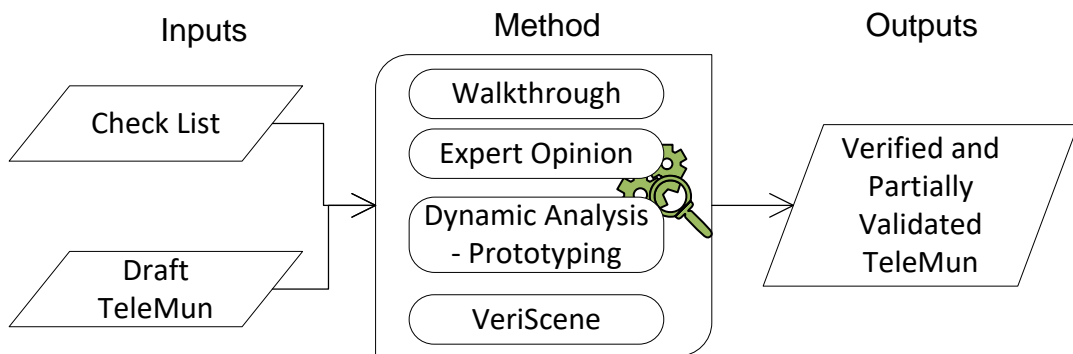 Inputs
Method
Outputs
Check List
Draft
TeleMun
Walkthrough
Expert Opinion
Dynamic Analysis
- Prototyping
VeriScene
Verified and
Partially
Validated
TeleMun